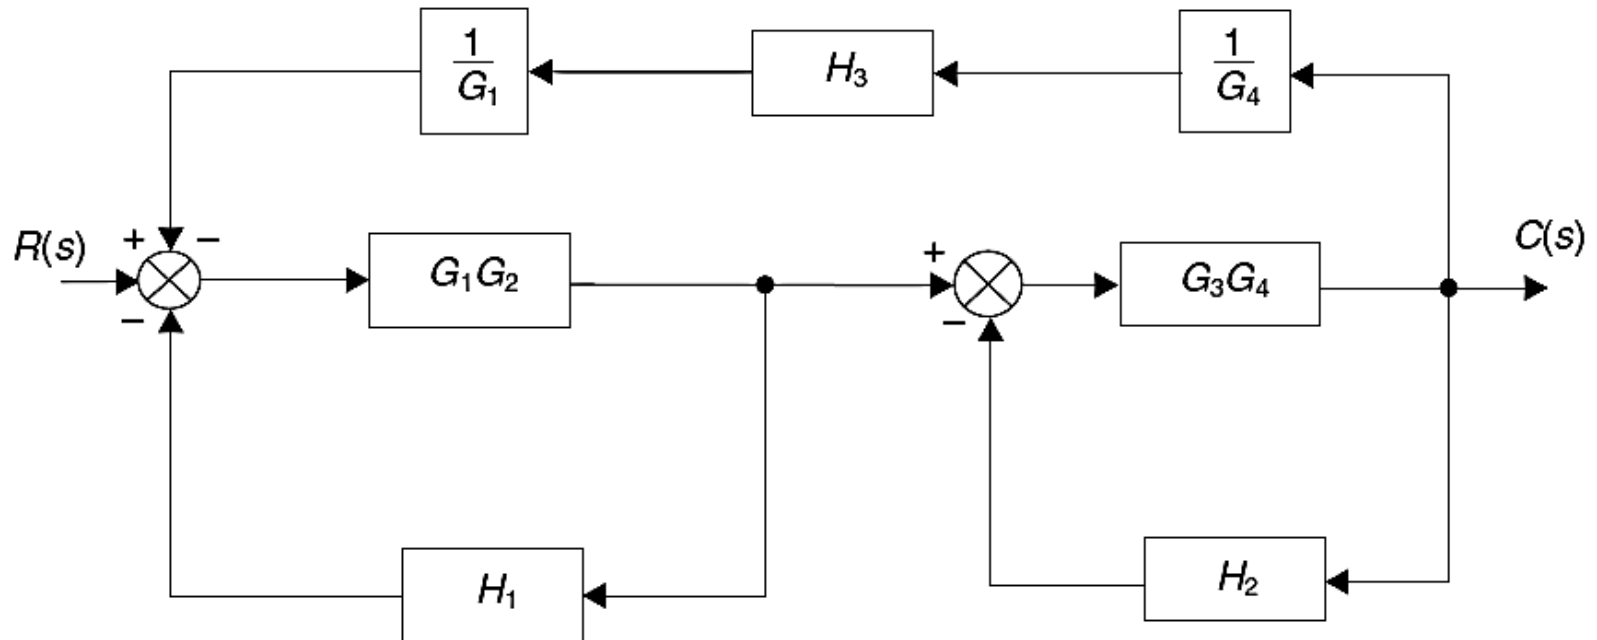 1
G₁
H₃
1
G₄
R(s)
+
−
−
G₁G₂
+
−
G₃G₄
C(s)
H₁
H₂